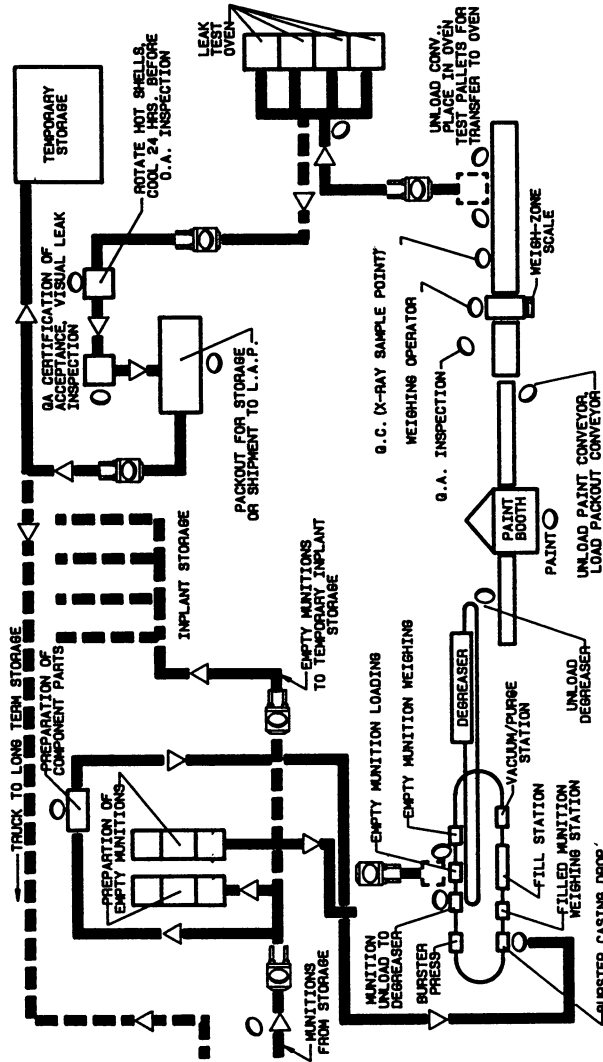 TEMPORARY
STORAGE
LEAK
TEST
OVEN
ROTATE HOT SHELLS,
COOL 24 HRS. BEFORE
Q.A. INSPECTION
QA CERTIFICATION OF
ACCEPTANCE, VISUAL LEAK
INSPECTION
PACKOUT FOR STORAGE
OR SHIPMENT TO L.A.P.
UNLOAD CONV.,
PLACE IN OVEN
TEST PALLETS FOR
TRANSFER TO OVEN
TRUCK TO LONG TERM STORAGE
PREPARATION OF
COMPONENT PARTS
INPLANT STORAGE
PREPARTION OF
EMPTY MUNITIONS
EMPTY MUNITIONS
TO TEMPORARY INPLANT
STORAGE
MUNITIONS
FROM STORAGE
Q.C. (X-RAY SAMPLE POINT)
WEIGHING OPERATOR
Q.A. INSPECTION
WEIGH-ZONE
SCALE
EMPTY MUNITION LOADING
EMPTY MUNITION WEIGHING
DEGREASER
PAINT
BOOTH
PAINT
UNLOAD PAINT CONVEYOR,
LOAD PACKOUT CONVEYOR
UNLOAD
DEGREASER
MUNITION
UNLOAD TO
DEGREASER
BURSTER
PRESS
VACUUM/PURGE
STATION
FILL STATION
FILLED MUNITION
WEIGHING STATION
BURSTER CASING DROP